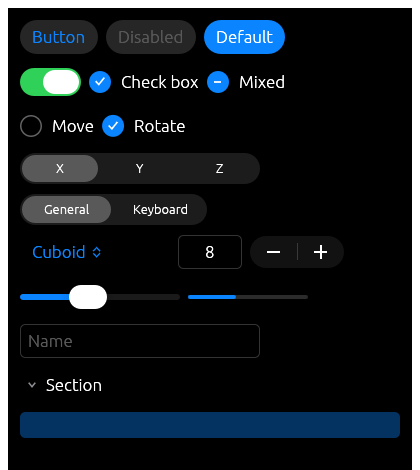 Button Disabled Default
Check box Mixed
Move Rotate
X Y Z
General Keyboard
Cuboid 8
Name
Section